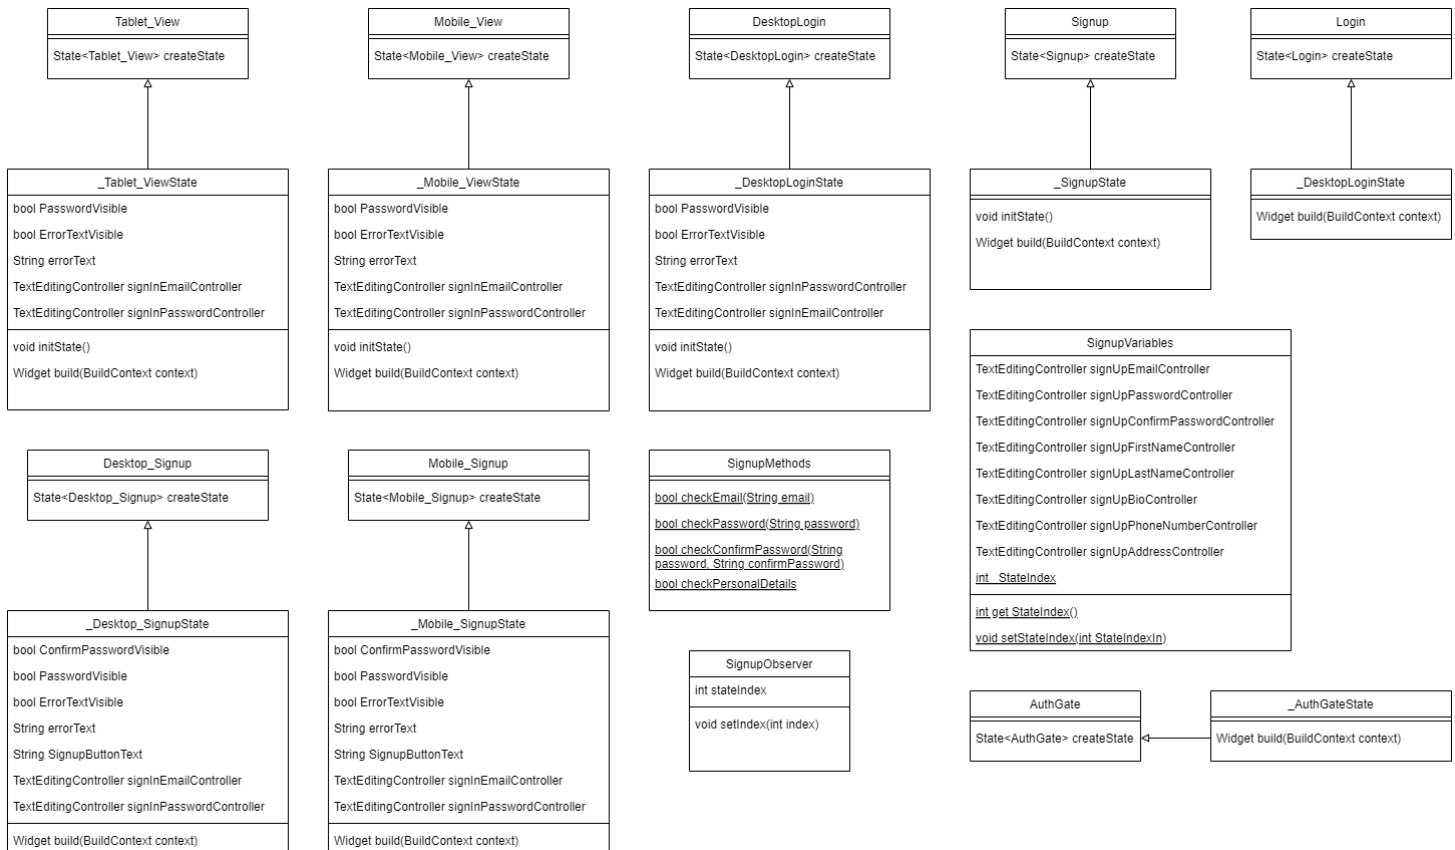 Tablet_View
State<Tablet_View> createState
Mobile_View
State<Mobile_View> createState
DesktopLogin
State<DesktopLogin> createState
Signup
State<Signup> createState
Login
State<Login> createState
_Tablet_ViewState
bool PasswordVisible
bool ErrorTextVisible
String errorText
TextEditingController signInEmailController
TextEditingController signInPasswordController
void initState()
Widget build(BuildContext context)
_Mobile_ViewState
bool PasswordVisible
bool ErrorTextVisible
String errorText
TextEditingController signInEmailController
TextEditingController signInPasswordController
void initState()
Widget build(BuildContext context)
_DesktopLoginState
bool PasswordVisible
bool ErrorTextVisible
String errorText
TextEditingController signInPasswordController
TextEditingController signInEmailController
void initState()
Widget build(BuildContext context)
_SignupState
void initState()
Widget build(BuildContext context)
_DesktopLoginState
Widget build(BuildContext context)
SignupVariables
TextEditingController signUpEmailController
TextEditingController signUpPasswordController
TextEditingController signUpConfirmPasswordController
TextEditingController signUpFirstNameController
TextEditingController signUpLastNameController
TextEditingController signUpBioController
TextEditingController signUpPhoneNumberController
TextEditingController signUpAddressController
int _StateIndex
int get StateIndex()
void setStateIndex(int StateIndexIn)
Desktop_Signup
State<Desktop_Signup> createState
Mobile_Signup
State<Mobile_Signup> createState
SignupMethods
bool checkEmail(String email)
bool checkPassword(String password)
bool checkConfirmPassword(String
password, String confirmPassword)
bool checkPersonalDetails
_Desktop_SignupState
bool ConfirmPasswordVisible
bool PasswordVisible
bool ErrorTextVisible
String errorText
String SignupButtonText
TextEditingController signInEmailController
TextEditingController signInPasswordController
Widget build(BuildContext context)
_Mobile_SignupState
bool ConfirmPasswordVisible
bool PasswordVisible
bool ErrorTextVisible
String errorText
String SignupButtonText
TextEditingController signInEmailController
TextEditingController signInPasswordController
Widget build(BuildContext context)
SignupObserver
int stateIndex
void setIndex(int index)
AuthGate
State<AuthGate> createState
_AuthGateState
Widget build(BuildContext context)